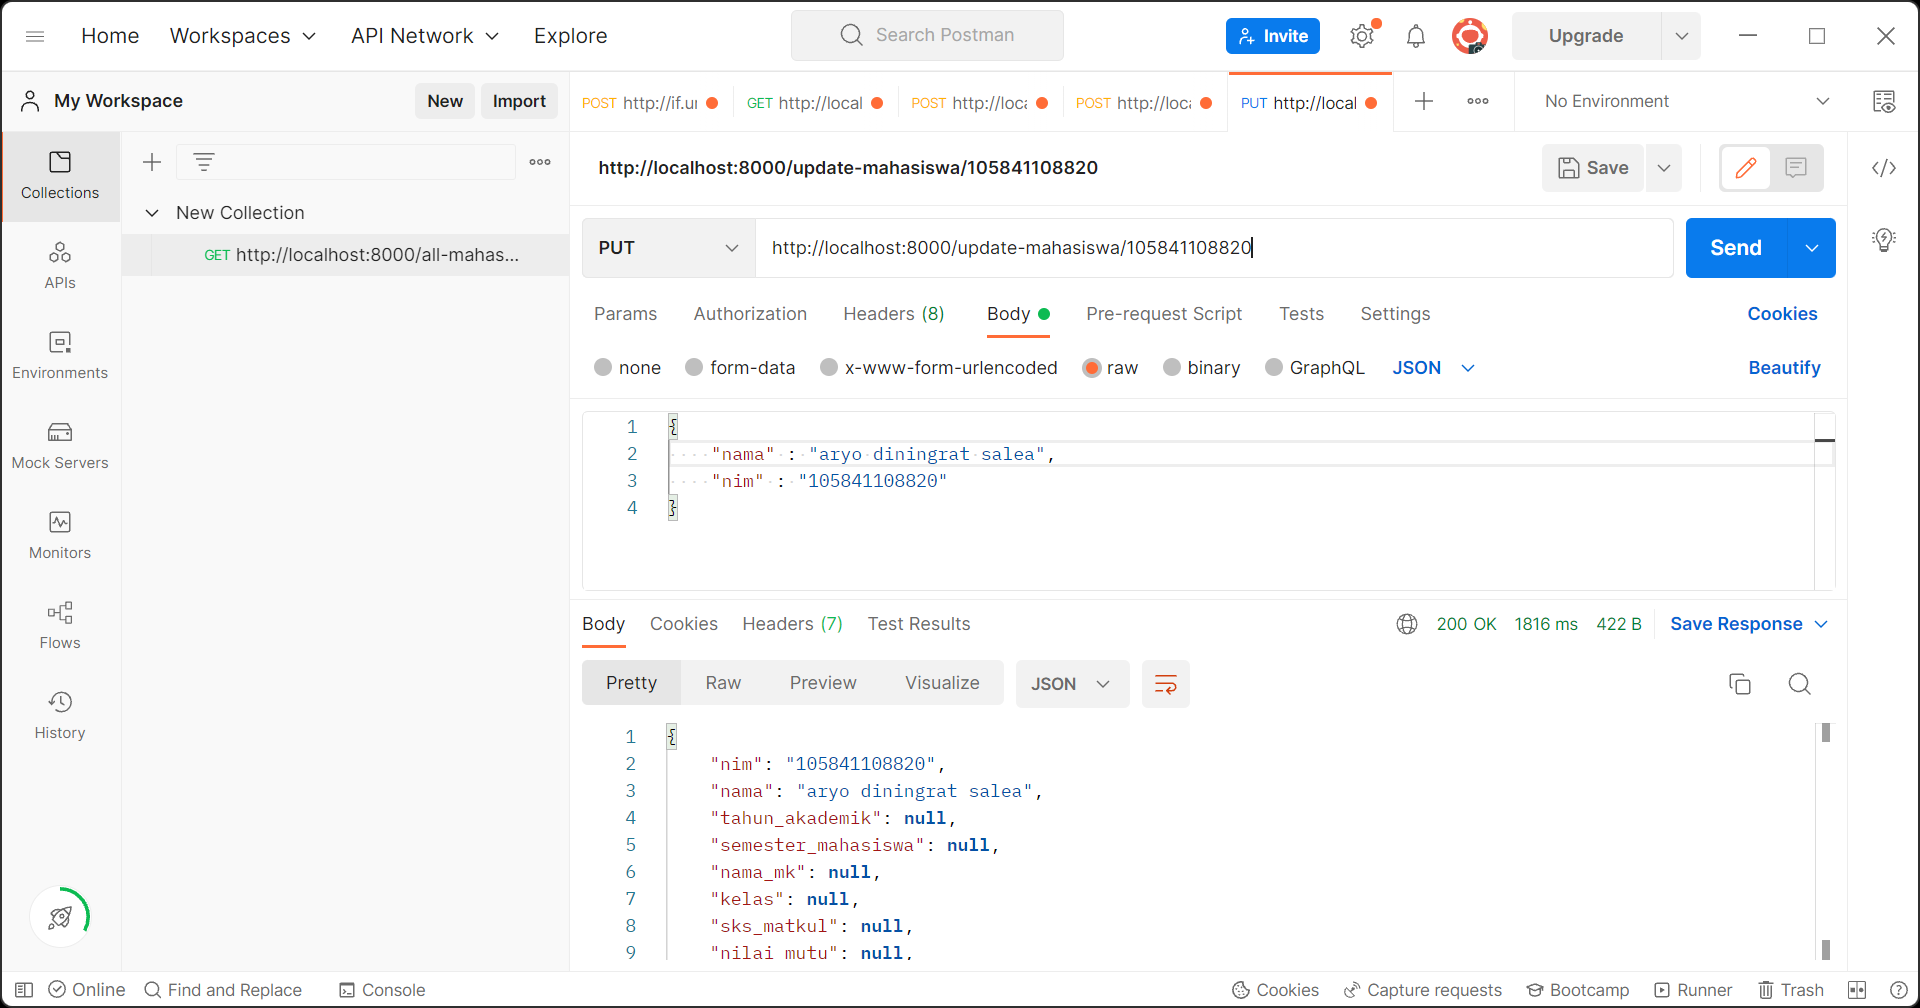 Home Workspaces API Network Explore Search Postman Invite Upgrade
My Workspace New Import
POST http://if.ur GET http://local POST http://loca POST http://loca PUT http://local No Environment
Collections
APIs
Environments
Mock Servers
Monitors
Flows
History
New Collection
GET http://localhost:8000/all-mahas...
http://localhost:8000/update-mahasiswa/105841108820 Save
PUT http://localhost:8000/update-mahasiswa/105841108820 Send
Params Authorization Headers (8) Body Pre-request Script Tests Settings Cookies
none form-data x-www-form-urlencoded raw binary GraphQL JSON Beautify
1 {
2 "nama" : "aryo diningrat salea",
3 "nim" : "105841108820"
4 }
Body Cookies Headers (7) Test Results 200 OK 1816 ms 422 B Save Response
Pretty Raw Preview Visualize JSON
1 {
2 "nim": "105841108820",
3 "nama": "aryo diningrat salea",
4 "tahun_akademik": null,
5 "semester_mahasiswa": null,
6 "nama_mk": null,
7 "kelas": null,
8 "sks_matkul": null,
9 "nilai_mutu": null,
Online Find and Replace Console Cookies Capture requests Bootcamp Runner Trash